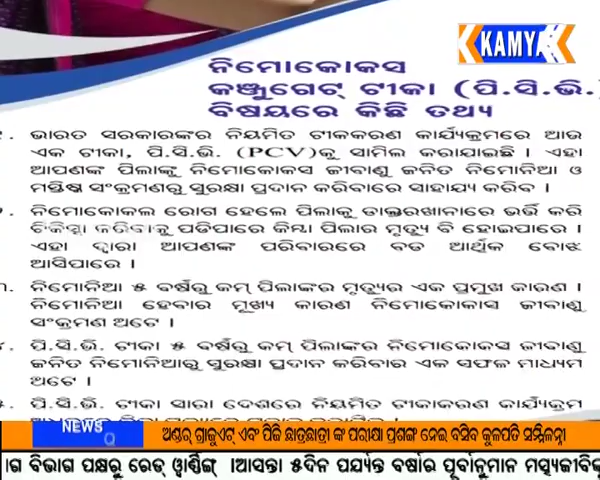 KAMYAK
ନିମୋକୋକସ
କଞ୍ଜୁଗେଟ୍ ଟୀକା (ପି.ସି.ଭି.)
ବିଷୟରେ କିଛି ତଥ୍ୟ
ଭାରତ ସରକାରଙ୍କର ନିୟମିତ ଟୀକାକରଣ କାର୍ଯ୍ୟକ୍ରମରେ ଆଉ
ଏକ ଟୀକା, ପି.ସି.ଭି. (PCV)କୁ ସାମିଲ କରାଯାଇଛି । ଏହା
ଆପଣଙ୍କ ପିଲାଙ୍କୁ ନିମୋକୋକସ ଜୀବାଣୁ ଜନିତ ନିମୋନିଆ ଓ
ମସ୍ତିଷ୍କ ସଂକ୍ରମଣରୁ ସୁରକ୍ଷା ପ୍ରଦାନ କରିବାରେ ସାହାଯ୍ୟ କରିବ ।
ନିମୋକୋକଲ ରୋଗ ହେଲେ ପିଲାକୁ ଡାକ୍ତରଖାନାରେ ଭର୍ତ୍ତି କରି
ଚିକିତ୍ସା କରିବାକୁ ପଡିପାରେ କିମ୍ବା ପିଲାର ମୃତ୍ୟୁ ବି ହୋଇପାରେ ।
ଏହା ଦ୍ୱାରା ଆପଣଙ୍କ ପରିବାରରେ ବଡ ଆର୍ଥିକ ବୋଝ
ଆସିପାରେ ।
୩. ନିମୋନିଆ ୫ ବର୍ଷରୁ କମ୍ ପିଲାଙ୍କର ମୃତ୍ୟୁର ଏକ ପ୍ରମୁଖ କାରଣ ।
ନିମୋନିଆ ହେବାର ମୂଖ୍ୟ କାରଣ ନିମୋକୋକାସ ଜୀବାଣୁ
ସଂକ୍ରମଣ ଅଟେ ।
୪. ପି.ସି.ଭି. ଟୀକା ୫ ବର୍ଷରୁ କମ୍ ପିଲାଙ୍କର ନିମୋକୋକସ ଜୀବାଣୁ
ଜନିତ ନିମୋନିଆରୁ ସୁରକ୍ଷା ପ୍ରଦାନ କରିବାର ଏକ ସଫଳ ମାଧ୍ୟମ
ଅଟେ ।
୫. ପି.ସି.ଭି. ଟୀକା ସାରା ଦେଶରେ ନିୟମିତ ଟୀକାକରଣ କାର୍ଯ୍ୟକ୍ରମ
NEWS
ଅଣ୍ଡର୍ ଗ୍ରାଜୁଏଟ୍ ଏବଂ ପିଜି ଛାତ୍ରଛାତ୍ରୀ ଙ୍କ ପରୀକ୍ଷା ପ୍ରସଙ୍ଗ ନେଇ ବସିବ କୁଳପତି ସମ୍ମିଳନୀ
ାଗ ବିଭାଗ ପକ୍ଷରୁ ରେଡ୍ ୱାର୍ଣ୍ଣିଙ୍ଗ୍ ।ଆସନ୍ତା ୫ଦିନ ପର୍ଯ୍ୟନ୍ତ ବର୍ଷାର ପୂର୍ବାନୁମାନ ମତ୍ସ୍ୟଜୀବିଙ୍କୁ